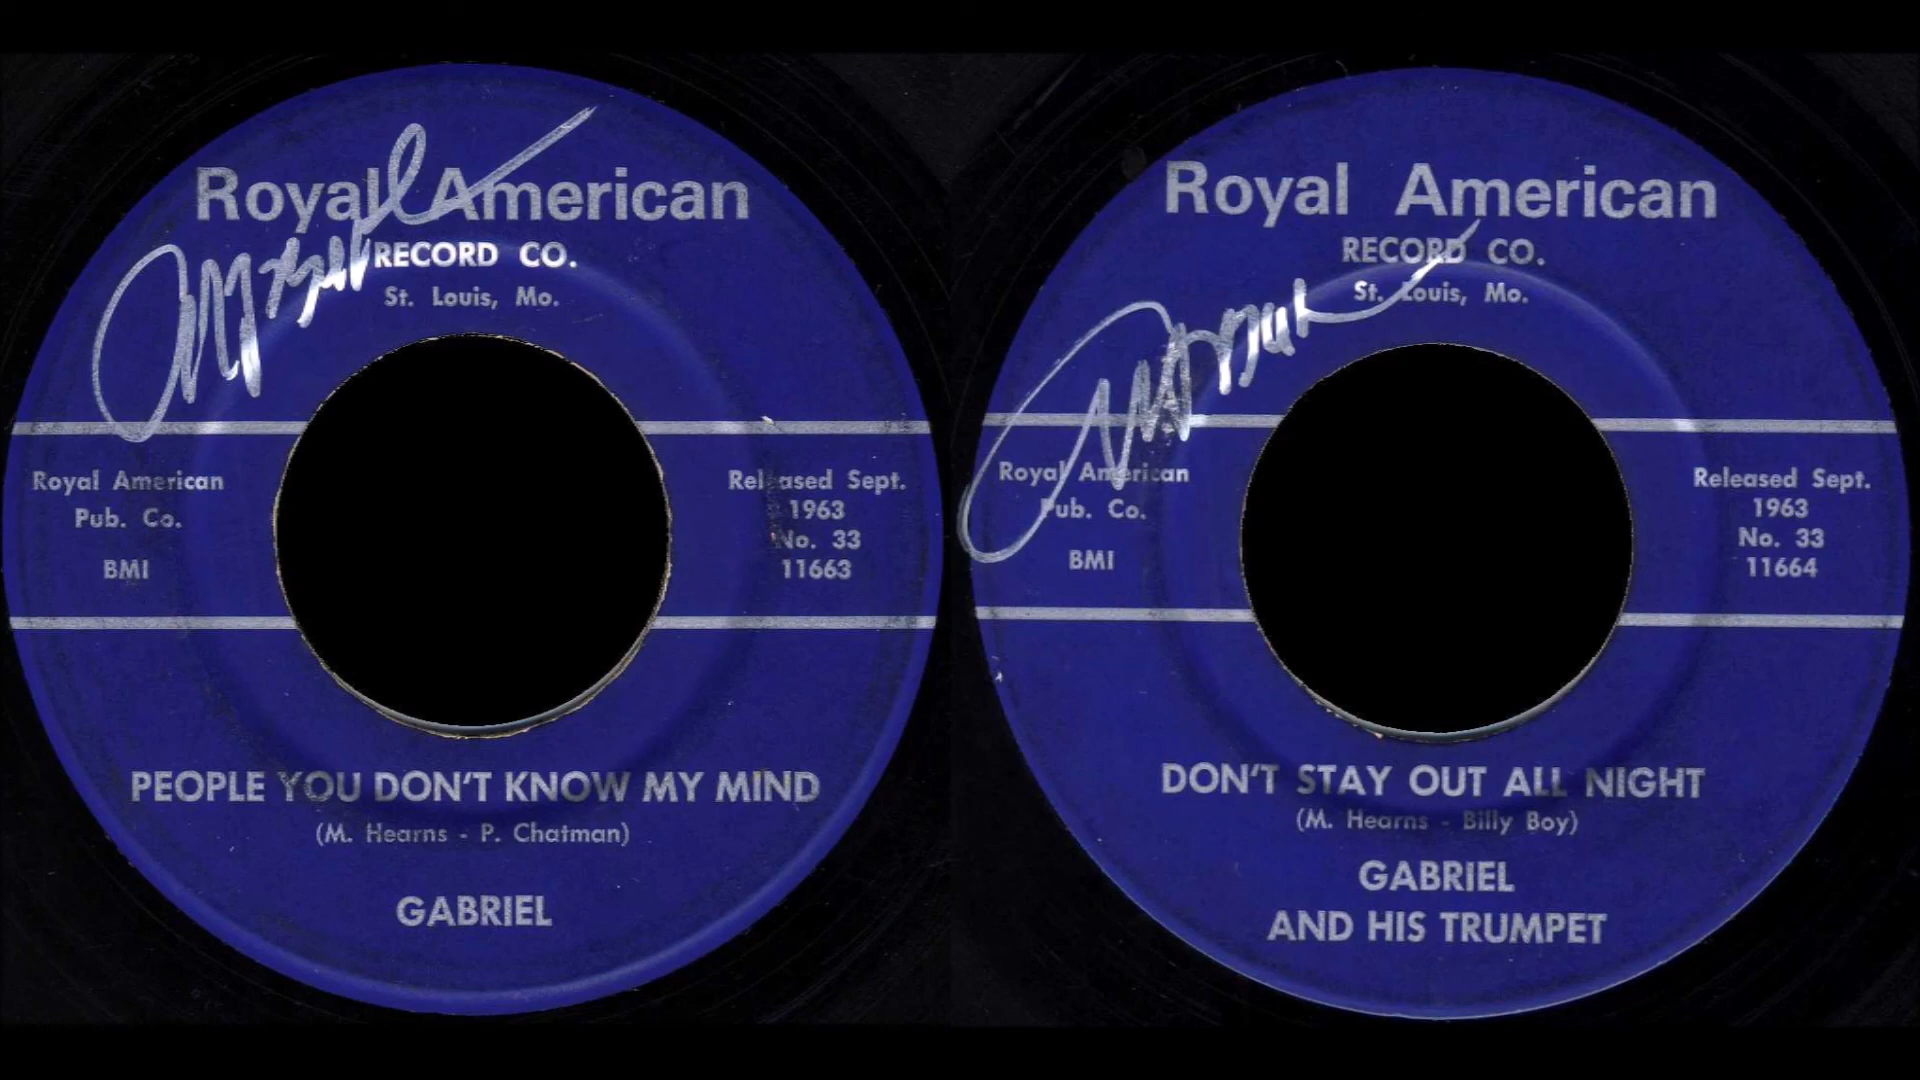 Royal American
RECORD CO.
St. Louis, Mo.
Royal American
Pub. Co.
BMI
Released Sept.
1963
No. 33
11663
PEOPLE YOU DON'T KNOW MY MIND
(M. Hearns - P. Chatman)
GABRIEL
Royal American
RECORD CO.
St. Louis, Mo.
Royal American
Pub. Co.
BMI
Released Sept.
1963
No. 33
11664
DON'T STAY OUT ALL NIGHT
(M. Hearns - Billy Boy)
GABRIEL
AND HIS TRUMPET